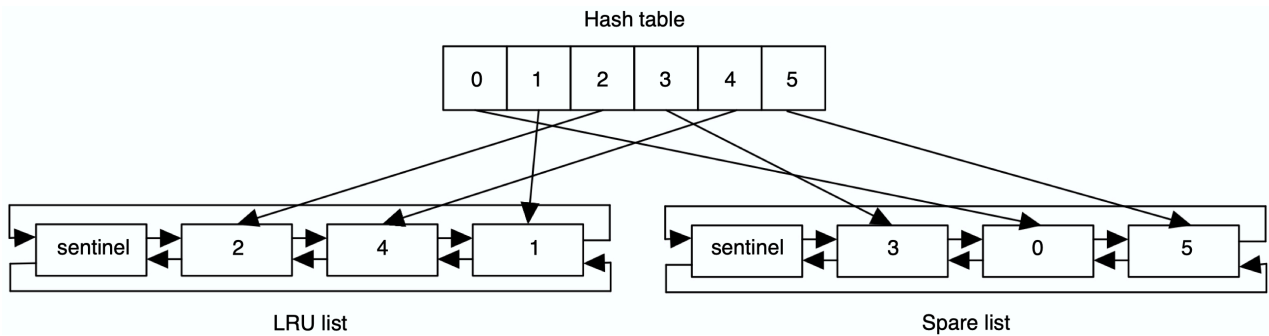 Hash table
0 1 2 3 4 5
sentinel 2 4 1 sentinel 3 0 5
LRU list Spare list